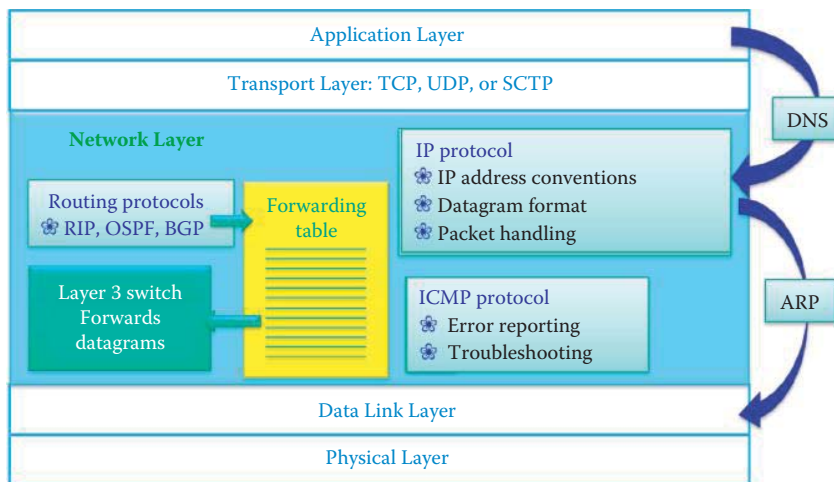 Application Layer
Transport Layer: TCP, UDP, or SCTP
DNS
Network Layer
IP protocol
IP address conventions
Datagram format
Packet handling
Routing protocols
RIP, OSPF, BGP
Forwarding
table
Layer 3 switch
Forwards
datagrams
ICMP protocol
Error reporting
Troubleshooting
ARP
Data Link Layer
Physical Layer